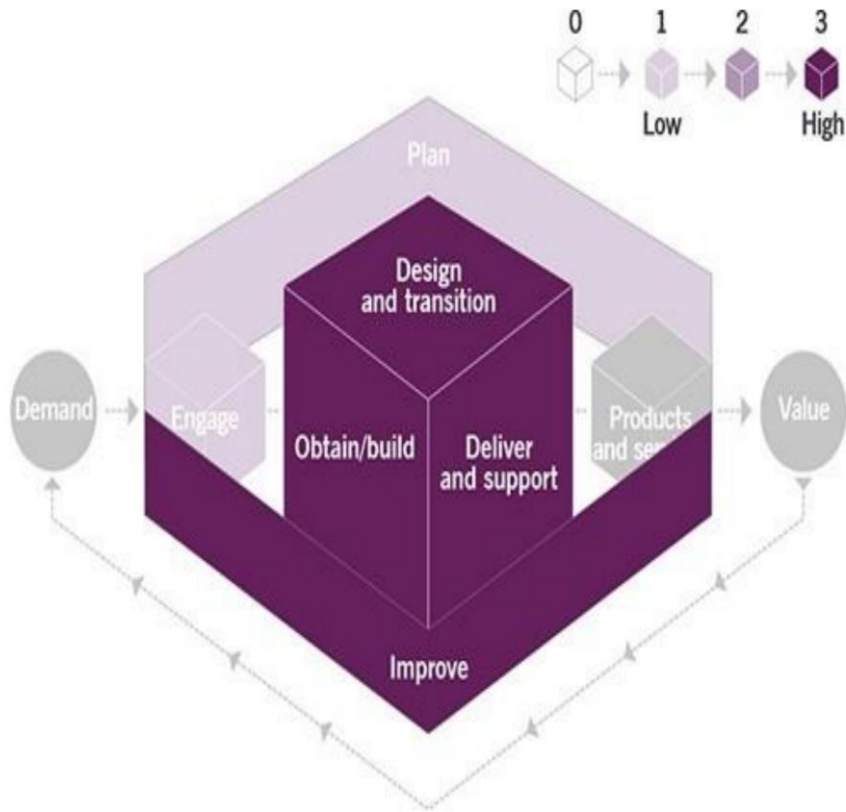 0 1 2 3
Low High
Plan
Design
and transition
Demand
Engage
Obtain/build
Deliver
and support
Products
and
Value
Improve